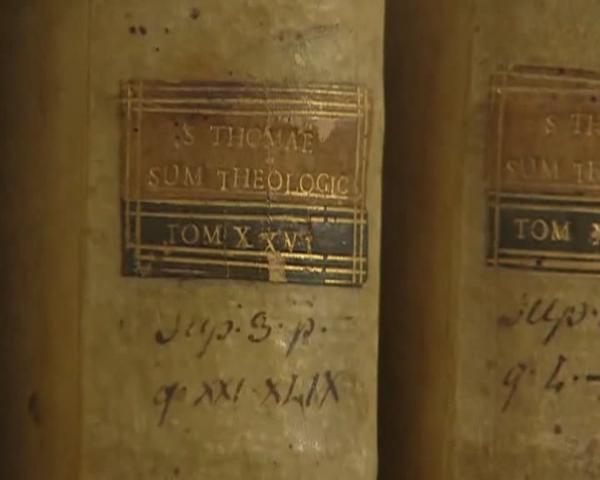 S THOMAE
SUM THEOLOGIC
TOM XXVI
Sup. 3. p.
q. XXI-XLIX
S TH
SUM TH
TOM X
Sup.
q. L. -